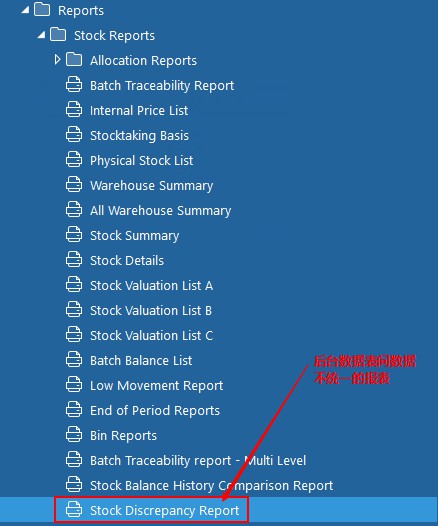 Reports
Stock Reports
Allocation Reports
Batch Traceability Report
Internal Price List
Stocktaking Basis
Physical Stock List
Warehouse Summary
All Warehouse Summary
Stock Summary
Stock Details
Stock Valuation List A
Stock Valuation List B
Stock Valuation List C
Batch Balance List
后台数据表间数据
不统一的报表
Low Movement Report
End of Period Reports
Bin Reports
Batch Traceability report - Multi Level
Stock Balance History Comparison Report
Stock Discrepancy Report